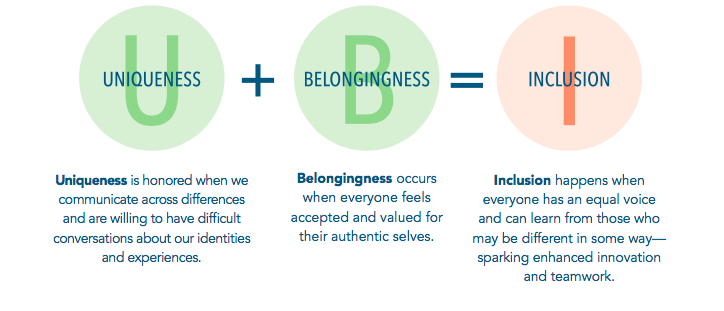 U + B = I
UNIQUENESS
BELONGINGNESS
INCLUSION
Uniqueness is honored when we
communicate across differences
and are willing to have difficult
conversations about our identities
and experiences.
Belongingness occurs
when everyone feels
accepted and valued for
their authentic selves.
Inclusion happens when
everyone has an equal voice
and can learn from those who
may be different in some way—
sparking enhanced innovation
and teamwork.